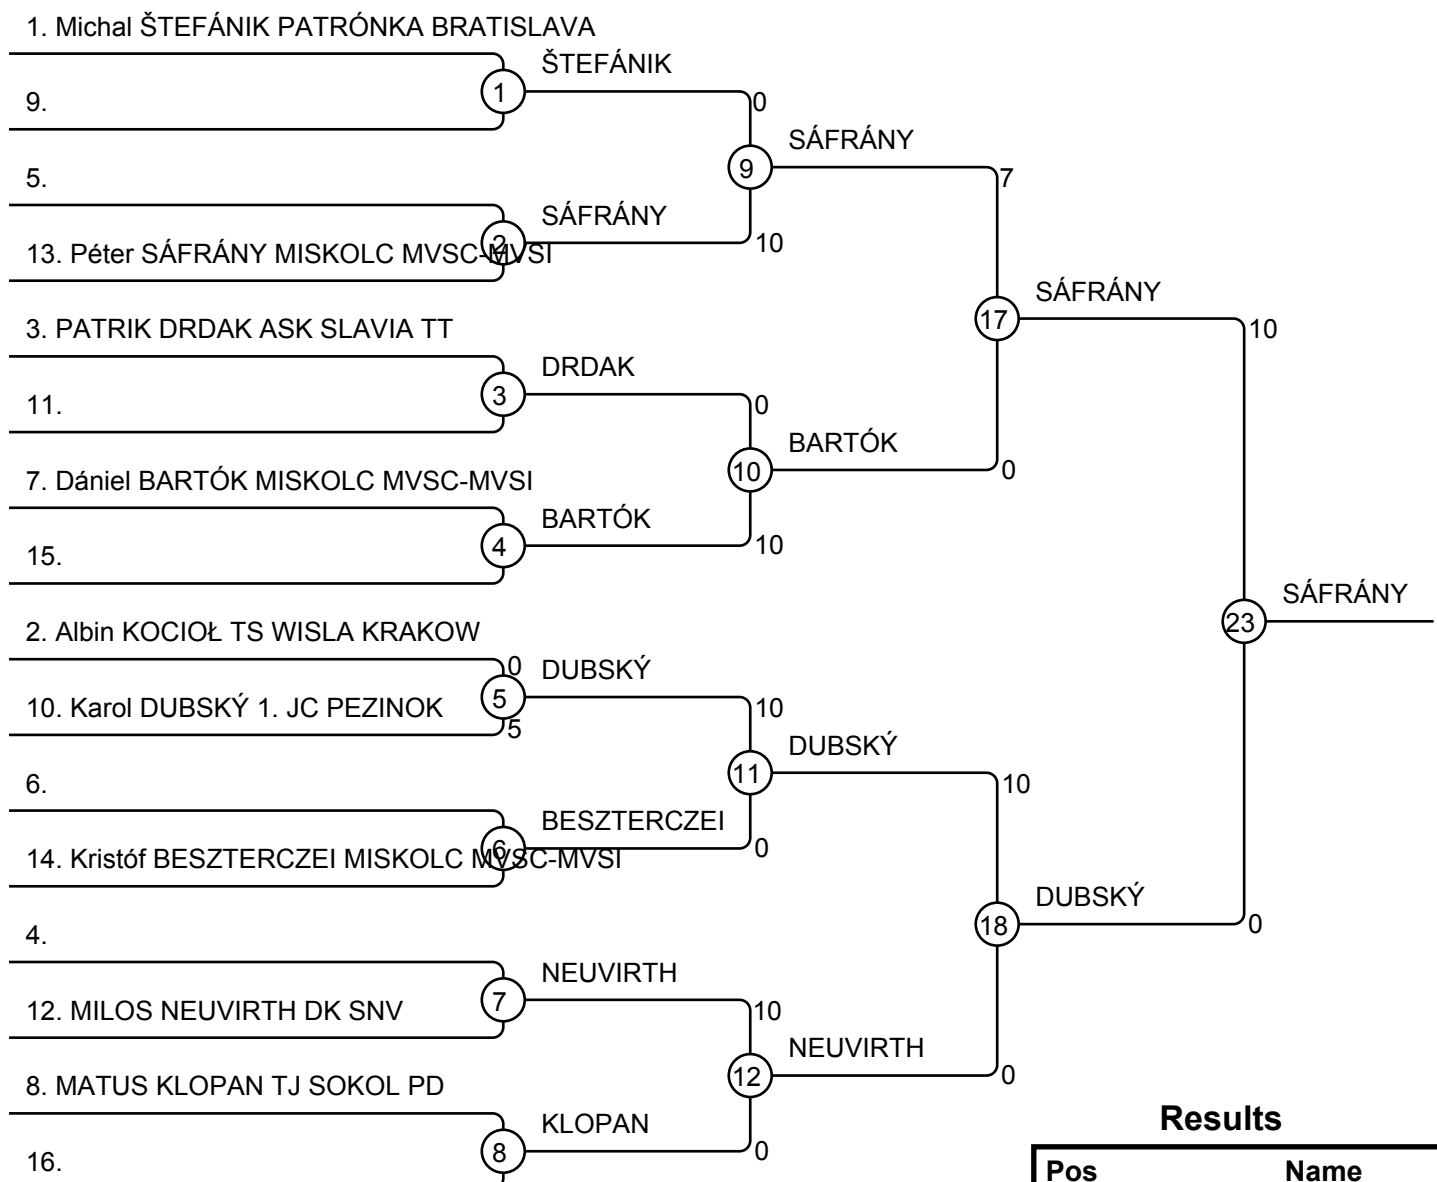 1. Michal ŠTEFÁNIK PATRÓNKA BRATISLAVA
ŠTEFÁNIK
1
9.
0
SÁFRÁNY
9
5.
7
SÁFRÁNY
2
10
13. Péter SÁFRÁNY MISKOLC MVSC-MVSI
SÁFRÁNY
17
3. PATRIK DRDAK ASK SLAVIA TT
10
DRDAK
3
11.
0
BARTÓK
10
0
7. Dániel BARTÓK MISKOLC MVSC-MVSI
BARTÓK
4
10
15.
SÁFRÁNY
23
2. Albin KOCIOŁ TS WISLA KRAKOW
0
DUBSKÝ
5
10. Karol DUBSKÝ 1. JC PEZINOK
10
5
DUBSKÝ
11
6.
10
BESZTERCZEI
6
0
14. Kristóf BESZTERCZEI MISKOLC MVSC-MVSI
DUBSKÝ
18
0
4.
NEUVIRTH
7
12. MILOS NEUVIRTH DK SNV
10
NEUVIRTH
12
0
8. MATUS KLOPAN TJ SOKOL PD
KLOPAN
8
0
16.
Results
Pos Name